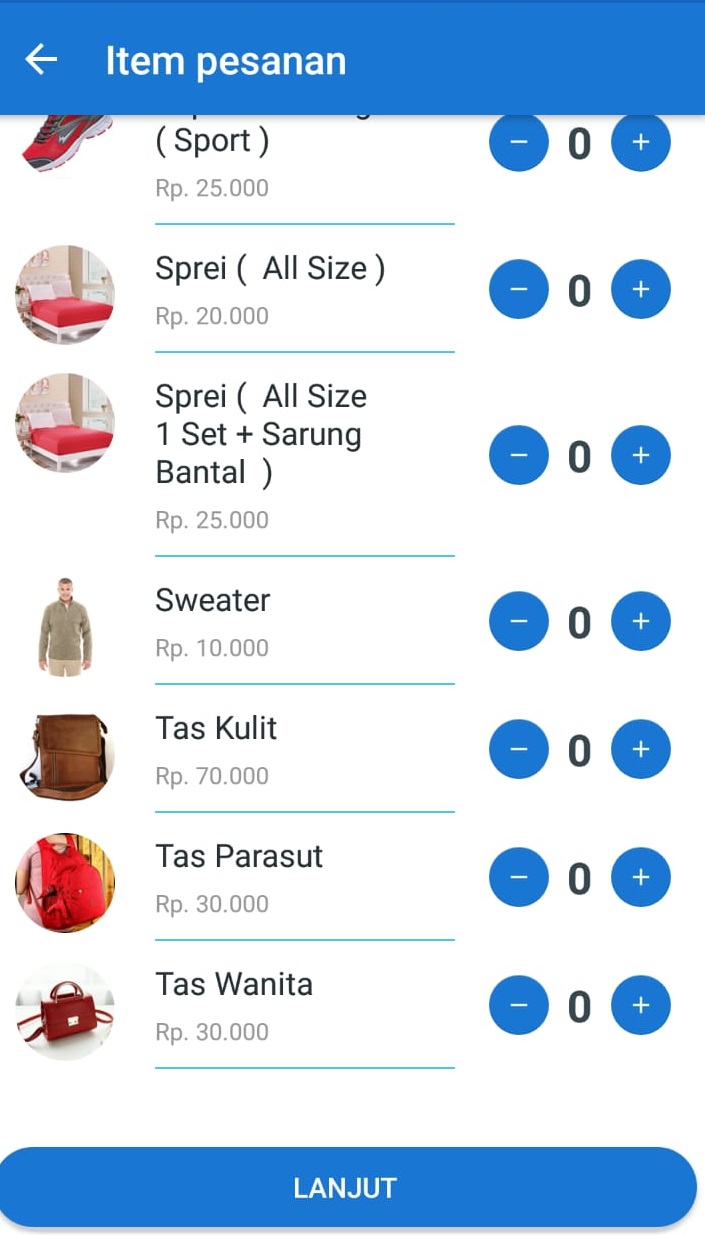 Item pesanan
( Sport )
Rp. 25.000
0
Sprei (  All Size )
Rp. 20.000
0
Sprei (  All Size
1 Set + Sarung
Bantal  )
Rp. 25.000
0
Sweater
Rp. 10.000
0
Tas Kulit
Rp. 70.000
0
Tas Parasut
Rp. 30.000
0
Tas Wanita
Rp. 30.000
0
LANJUT